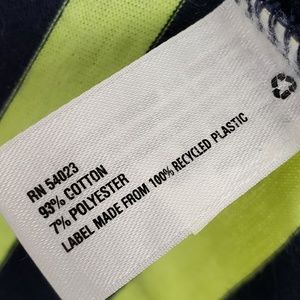 RN 54023
93% COTTON
7% POLYESTER
LABEL MADE FROM 100% RECYCLED PLASTIC